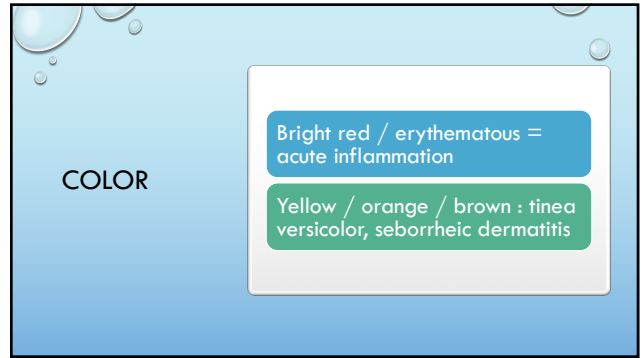 COLOR
Bright red / erythematous =
acute inflammation
Yellow / orange / brown : tinea
versicolor, seborrheic dermatitis